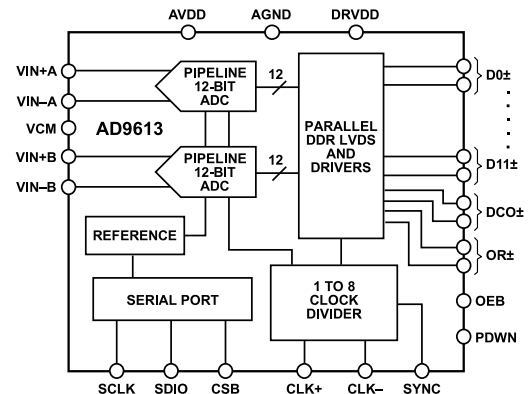 AVDD
AGND
DRVDD
VIN+A
VIN–A
VCM
VIN+B
VIN–B
AD9613
PIPELINE
12-BIT
ADC
12
PIPELINE
12-BIT
ADC
12
PARALLEL
DDR LVDS
AND
DRIVERS
D0±
D11±
DCO±
OR±
OEB
PDWN
REFERENCE
SERIAL PORT
1 TO 8
CLOCK
DIVIDER
SCLK
SDIO
CSB
CLK+
CLK–
SYNC